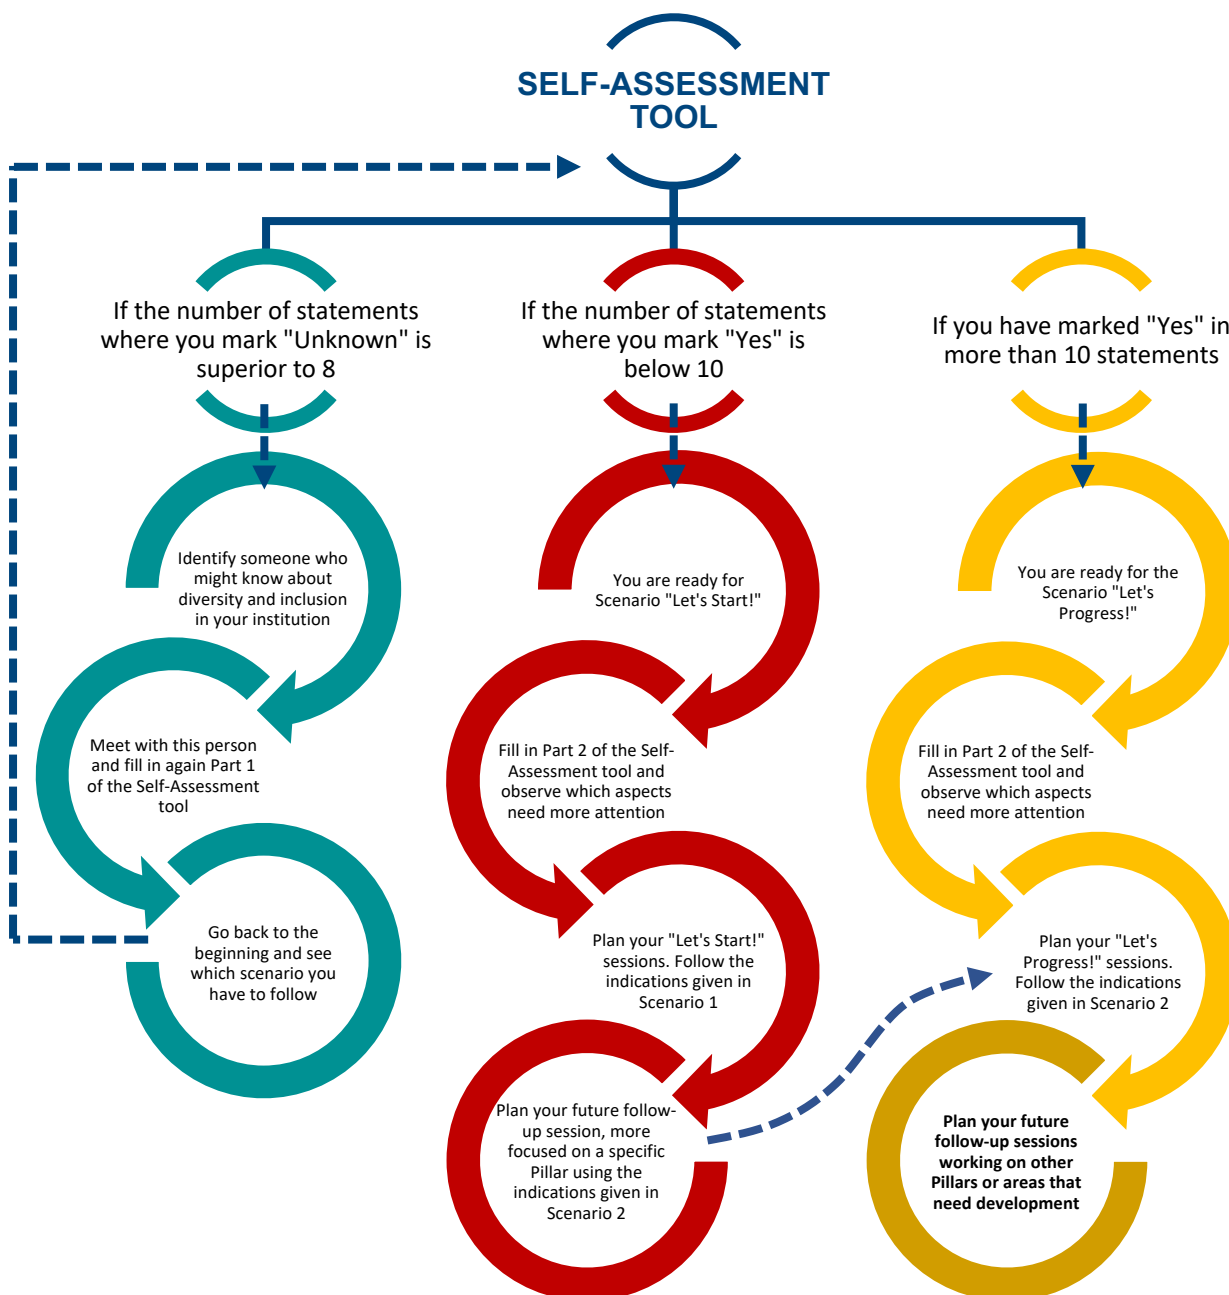 SELF-ASSESSMENT
TOOL
If the number of statements
where you mark "Unknown" is
superior to 8
Identify someone who
might know about
diversity and inclusion
in your institution
Meet with this person
and fill in again Part 1
of the Self-Assessment
tool
Go back to the
beginning and see
which scenario you
have to follow
If the number of statements
where you mark "Yes" is
below 10
You are ready for
Scenario "Let's Start!"
Fill in Part 2 of the Self-
Assessment tool and
observe which aspects
need more attention
Plan your "Let's Start!"
sessions. Follow the
indications given in
Scenario 1
Plan your future follow-
up session, more
focused on a specific
Pillar using the
indications given in
Scenario 2
If you have marked "Yes" in
more than 10 statements
You are ready for the
Scenario "Let's
Progress!"
Fill in Part 2 of the Self-
Assessment tool and
observe which aspects
need more attention
Plan your "Let's
Progress!" sessions.
Follow the indications
given in Scenario 2
Plan your future
follow-up sessions
working on other
Pillars or areas that
need development